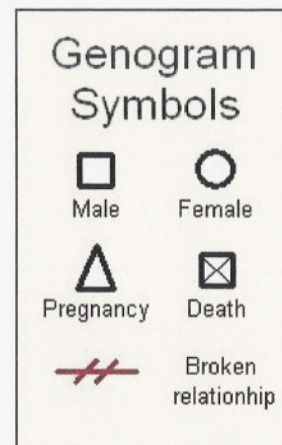 Genogram
Symbols
Male
Female
Pregnancy
Death
Broken
relationhip